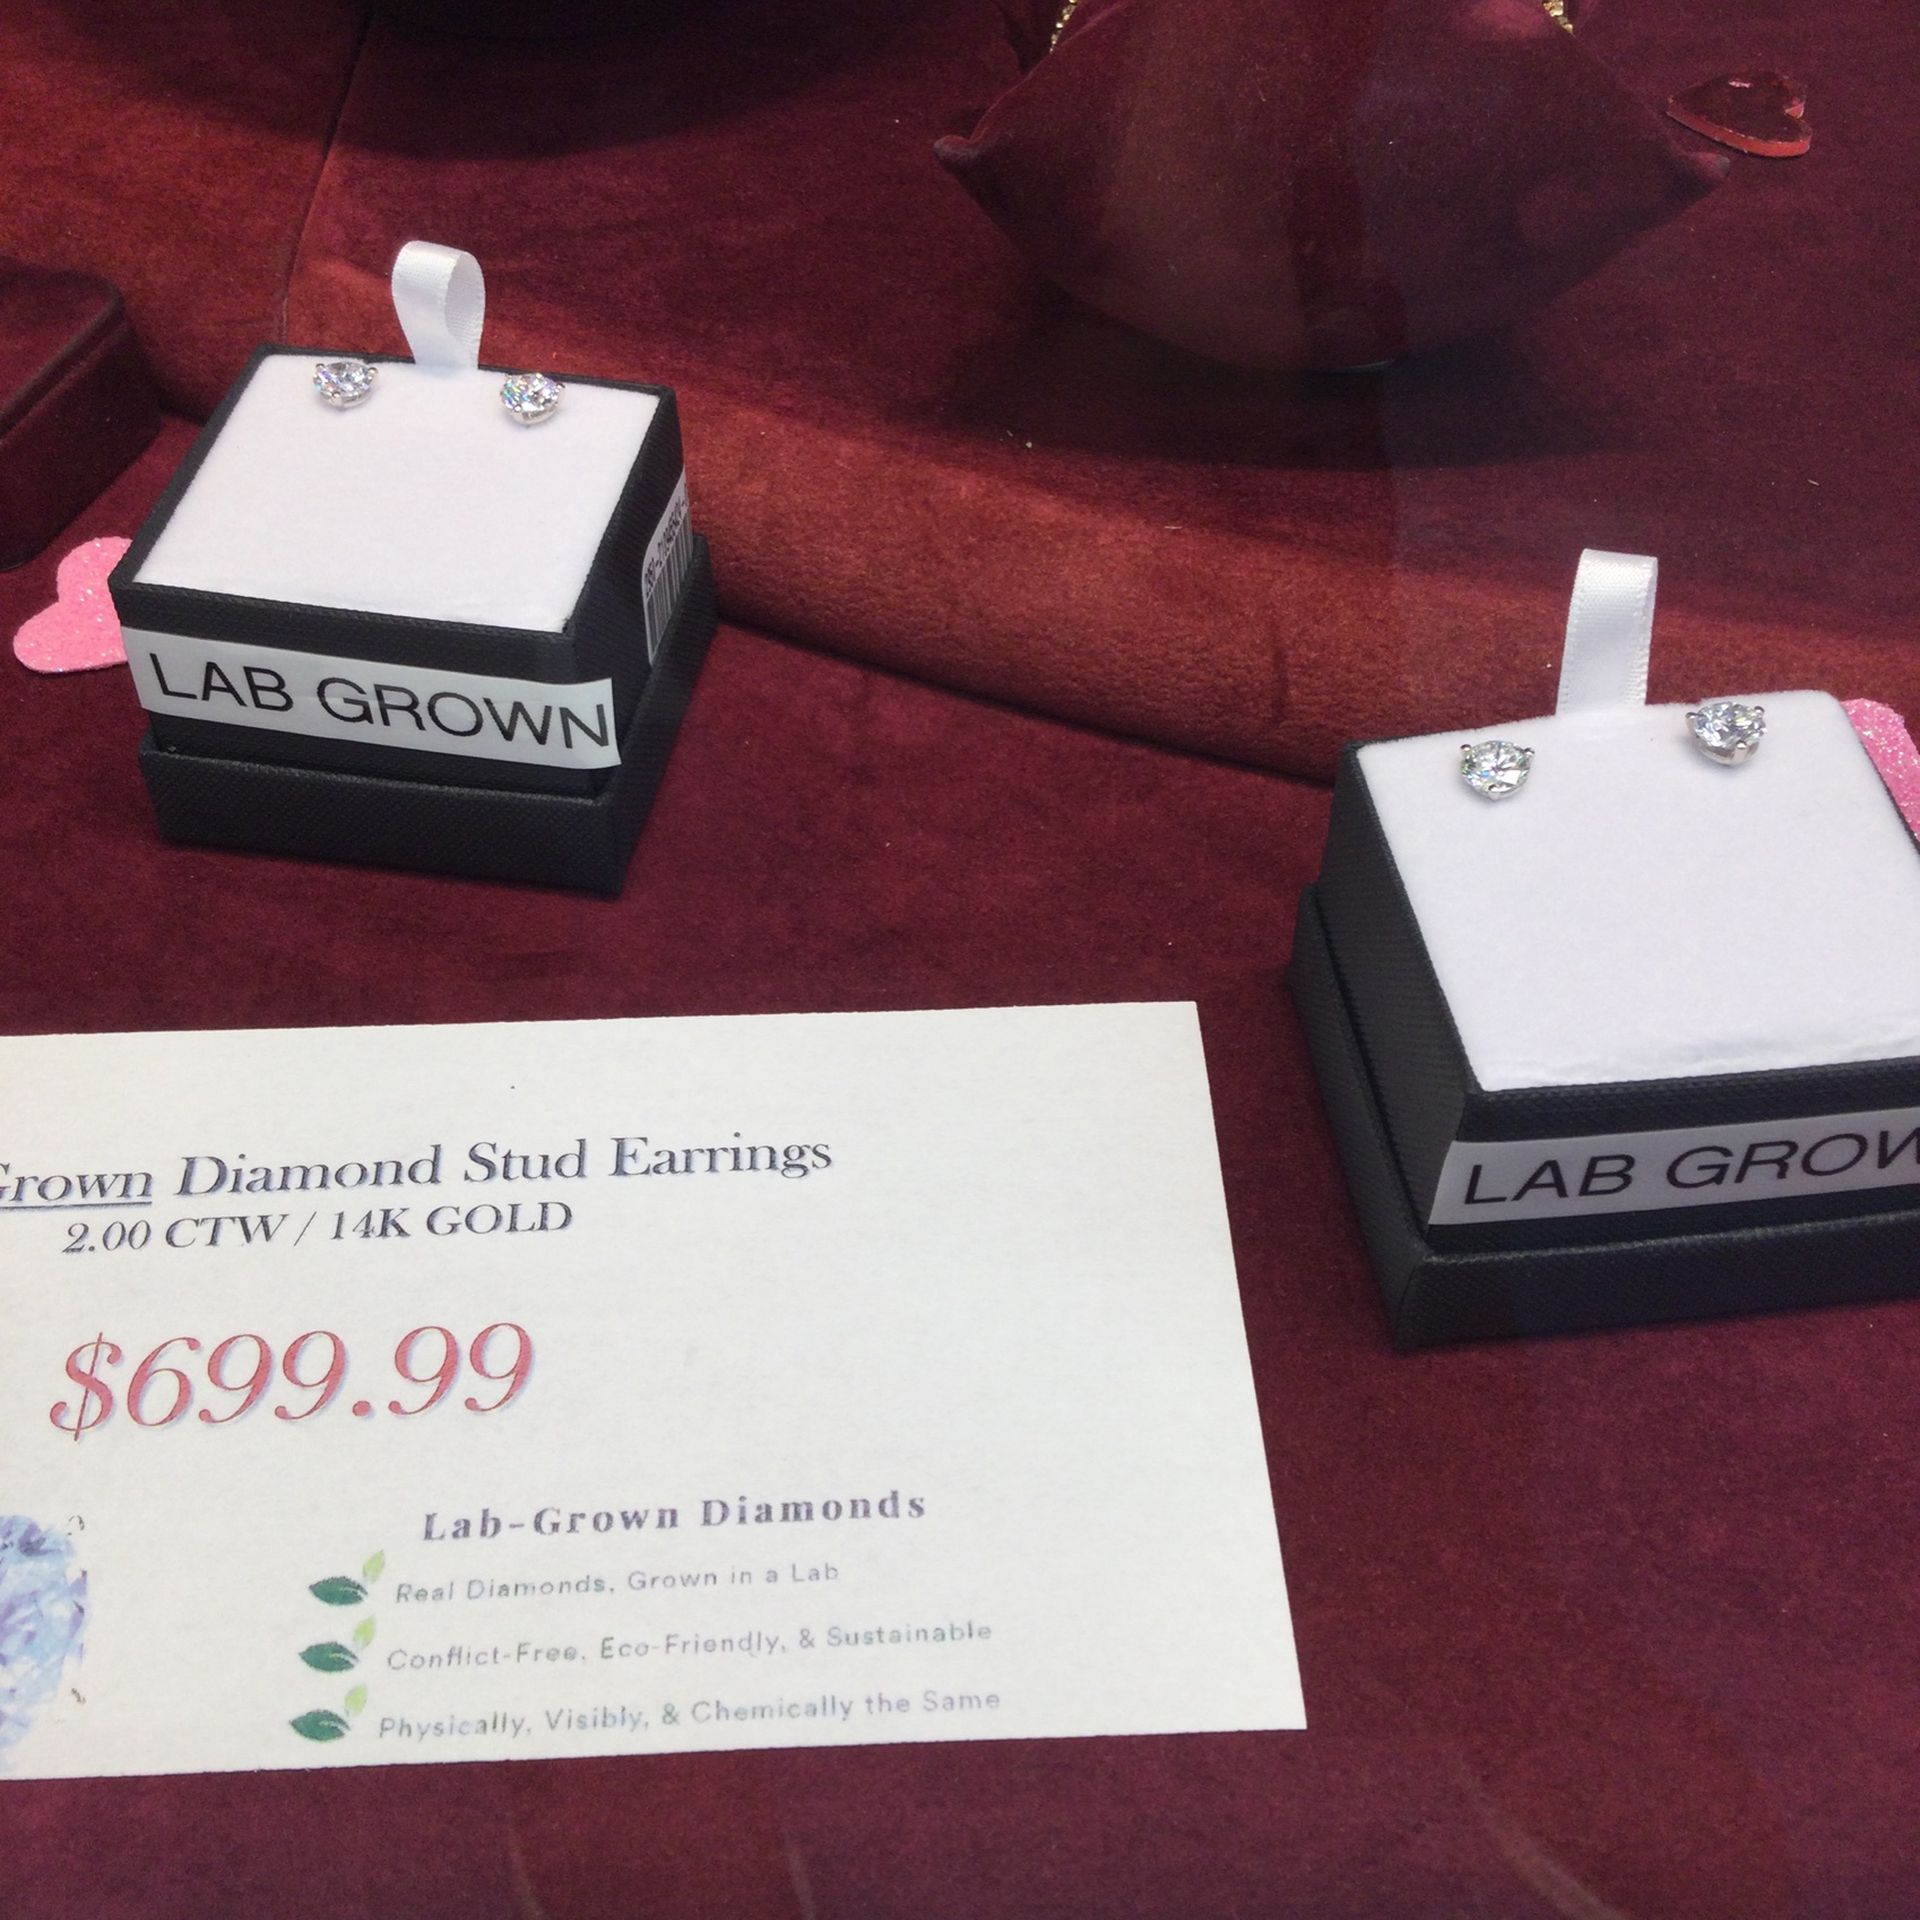 LAB GROWN
LAB GROW
Grown Diamond Stud Earrings
2.00 CTW / 14K GOLD
$699.99
Lab-Grown Diamonds
Real Diamonds, Grown in a Lab
Conflict-Free, Eco-Friendly, & Sustainable
Physically, Visibly, & Chemically the Same